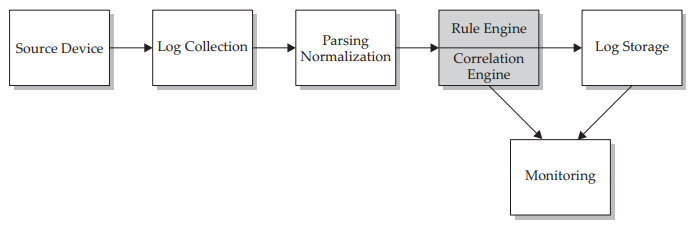 Source Device
Log Collection
Parsing
Normalization
Rule Engine
Correlation
Engine
Log Storage
Monitoring